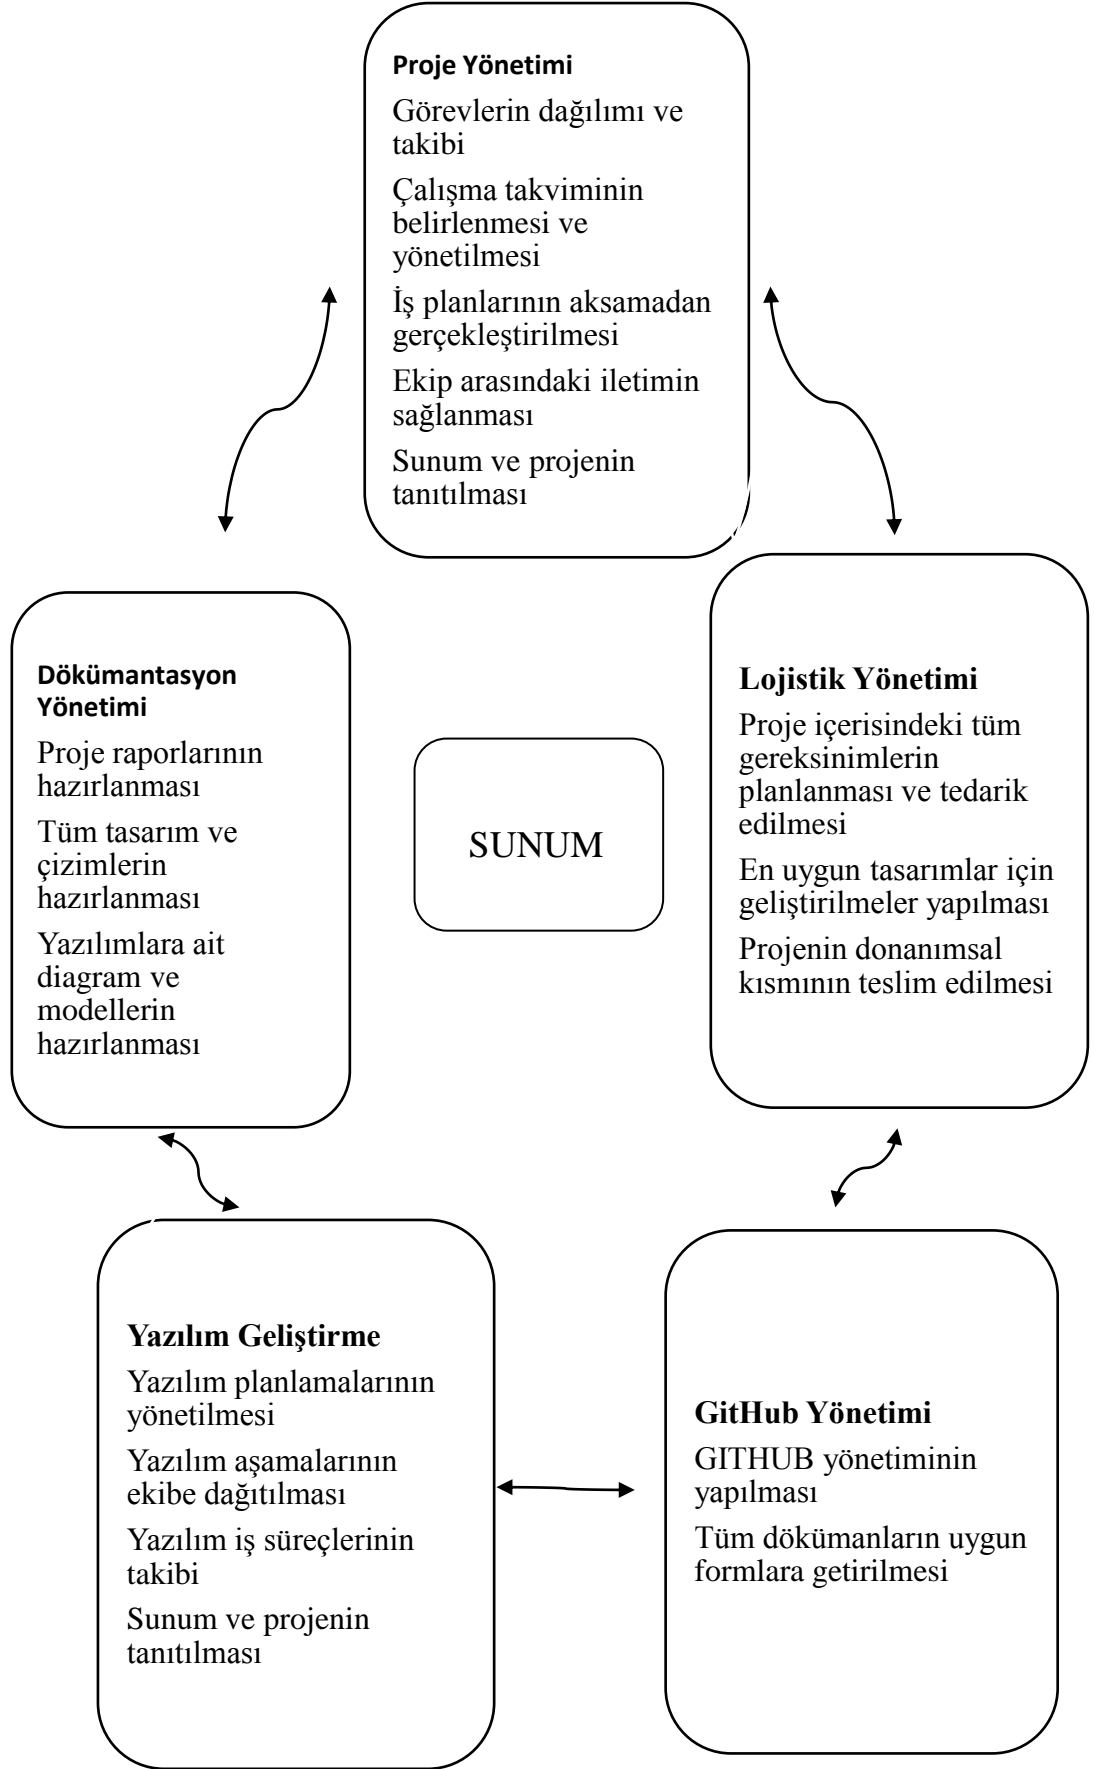 Proje Yönetimi
Görevlerin dağılımı ve
takibi
Çalışma takviminin
belirlenmesi ve
yönetilmesi
İş planlarının aksamadan
gerçekleştirilmesi
Ekip arasındaki iletimin
sağlanması
Sunum ve projenin
tanıtılması
Dökümantasyon
Yönetimi
Proje raporlarının
hazırlanması
Tüm tasarım ve
çizimlerin
hazırlanması
Yazılımlara ait
diagram ve
modellerin
hazırlanması
SUNUM
Lojistik Yönetimi
Proje içerisindeki tüm
gereksinimlerin
planlanması ve tedarik
edilmesi
En uygun tasarımlar için
geliştirilmeler yapılması
Projenin donanımsal
kısmının teslim edilmesi
Yazılım Geliştirme
Yazılım planlamalarının
yönetilmesi
Yazılım aşamalarının
ekibe dağıtılması
Yazılım iş süreçlerinin
takibi
Sunum ve projenin
tanıtılması
GitHub Yönetimi
GITHUB yönetiminin
yapılması
Tüm dökümanların uygun
formlara getirilmesi